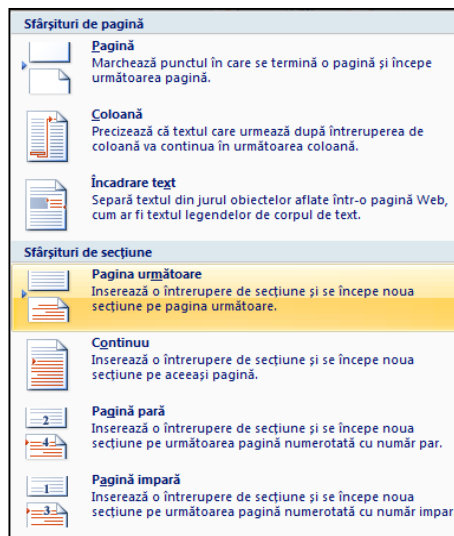 Sfârșituri de pagină
Pagină
Marchează punctul în care se termină o pagină și începe
următoarea pagină.
Coloană
Precizează că textul care urmează după întreruperea de
coloană va continua în următoarea coloană.
Încadrare text
Separă textul din jurul obiectelor aflate într-o pagină Web,
cum ar fi textul legendelor de corpul de text.
Sfârșituri de secțiune
Pagina următoare
Inserează o întrerupere de secțiune și se începe noua
secțiune pe pagina următoare.
Continuu
Inserează o întrerupere de secțiune și se începe noua
secțiune pe aceeași pagină.
2
4
Pagină pară
Inserează o întrerupere de secțiune și se începe noua
secțiune pe următoarea pagină numerotată cu număr par.
1
3
Pagină impară
Inserează o întrerupere de secțiune și se începe noua
secțiune pe următoarea pagină numerotată cu număr impar